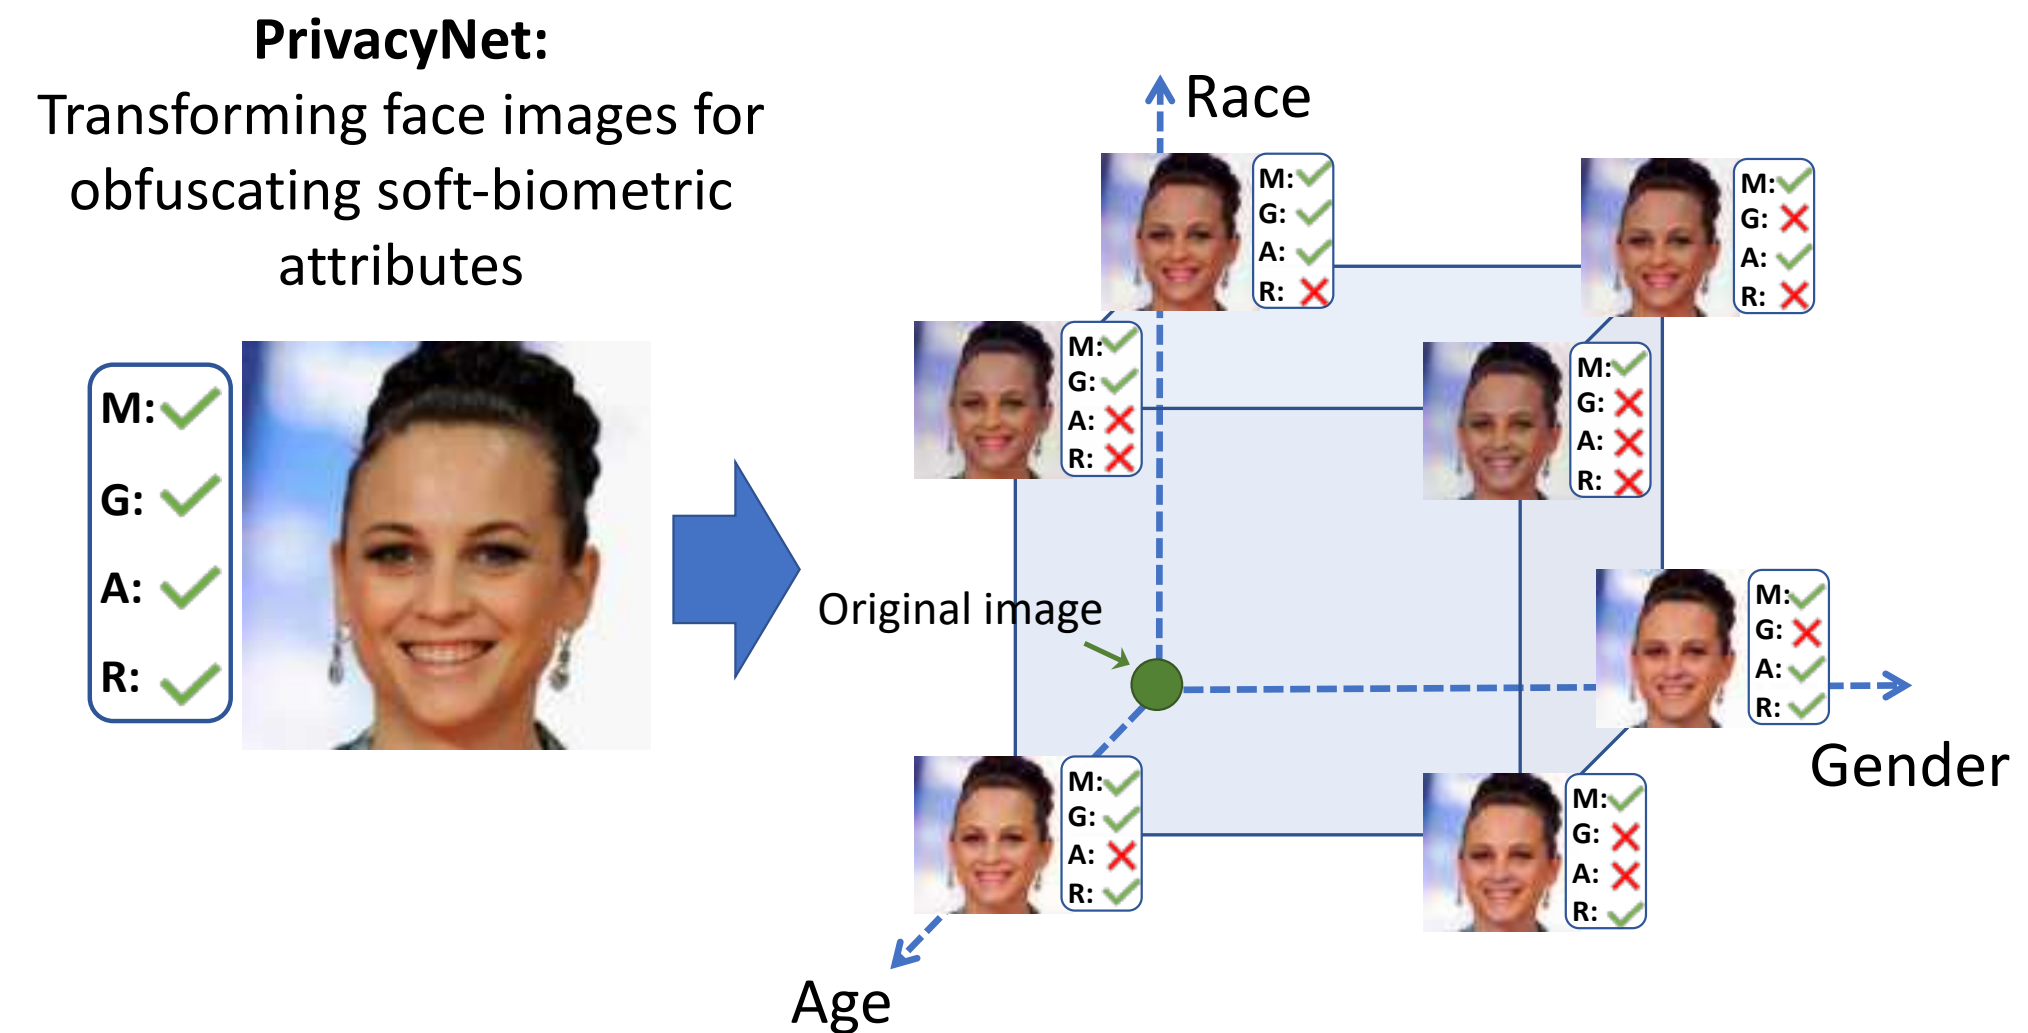 PrivacyNet:
Transforming face images for
obfuscating soft-biometric
attributes
M:
G:
A:
R:
Original image
Race
M:
G:
A:
R:
M:
G:
A:
R:
M:
G:
A:
R:
M:
G:
A:
R:
M:
G:
A:
R:
Gender
M:
G:
A:
R:
M:
G:
A:
R:
Age